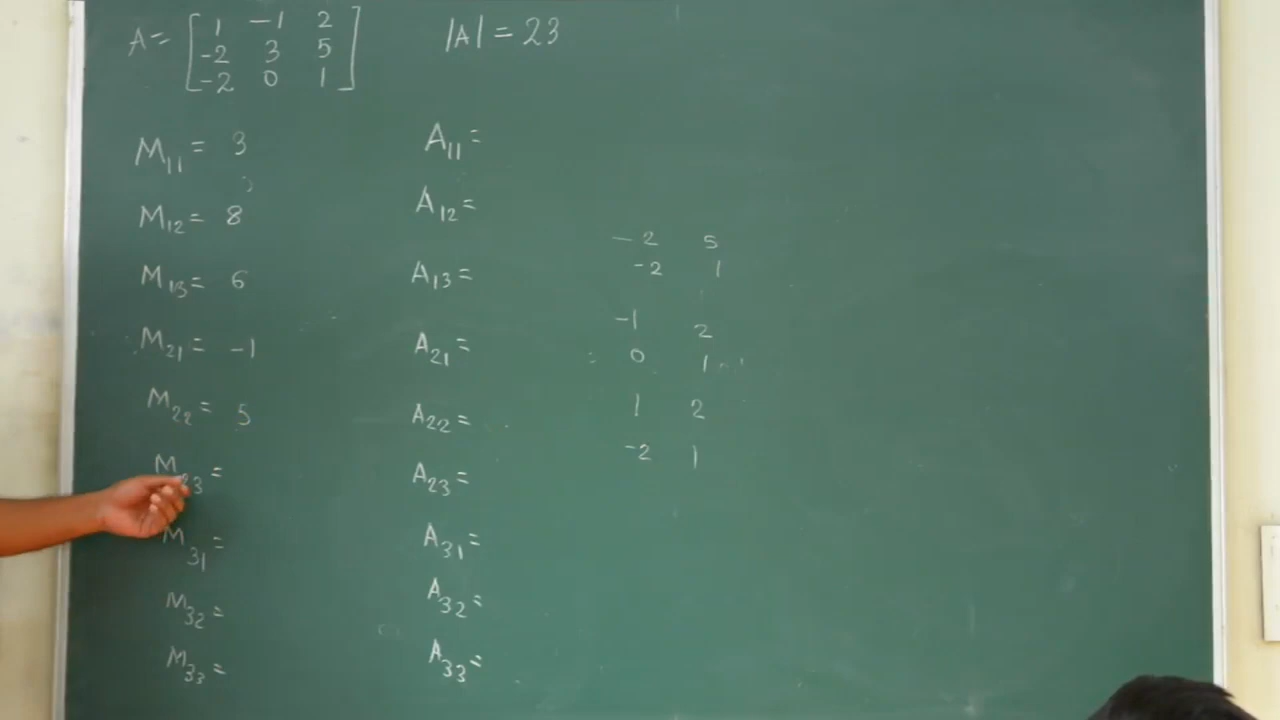 A = [ 1 -1 2
-2 3 5
-2 0 1 ]
|A| = 23
M11 = 3
M12 = 8
M13 = 6
M21 = -1
M22 = 5
M23 =
M31 =
M32 =
M33 =
A11 =
A12 =
A13 =
A21 =
A22 =
A23 =
A31 =
A32 =
A33 =
-2 5
-2 1
-1 2
0 1
1 2
-2 1